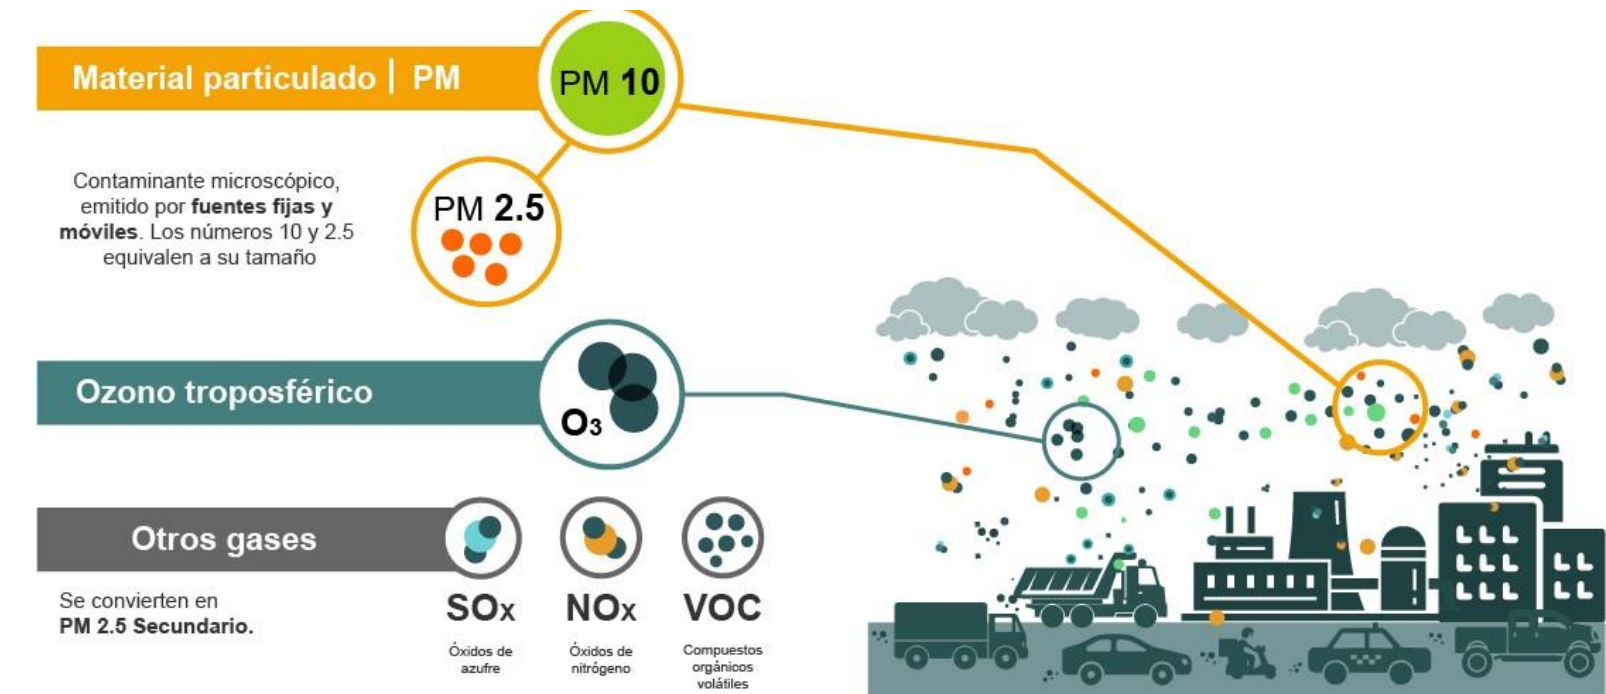 Material particulado | PM
PM 10
Contaminante microscópico,
emitido por fuentes fijas y
móviles. Los números 10 y 2.5
equivalen a su tamaño
PM 2.5
Ozono troposférico
O3
Otros gases
Se convierten en
PM 2.5 Secundario.
SOx
Óxidos de
azufre
NOx
Óxidos de
nitrógeno
VOC
Compuestos
orgánicos
volátiles